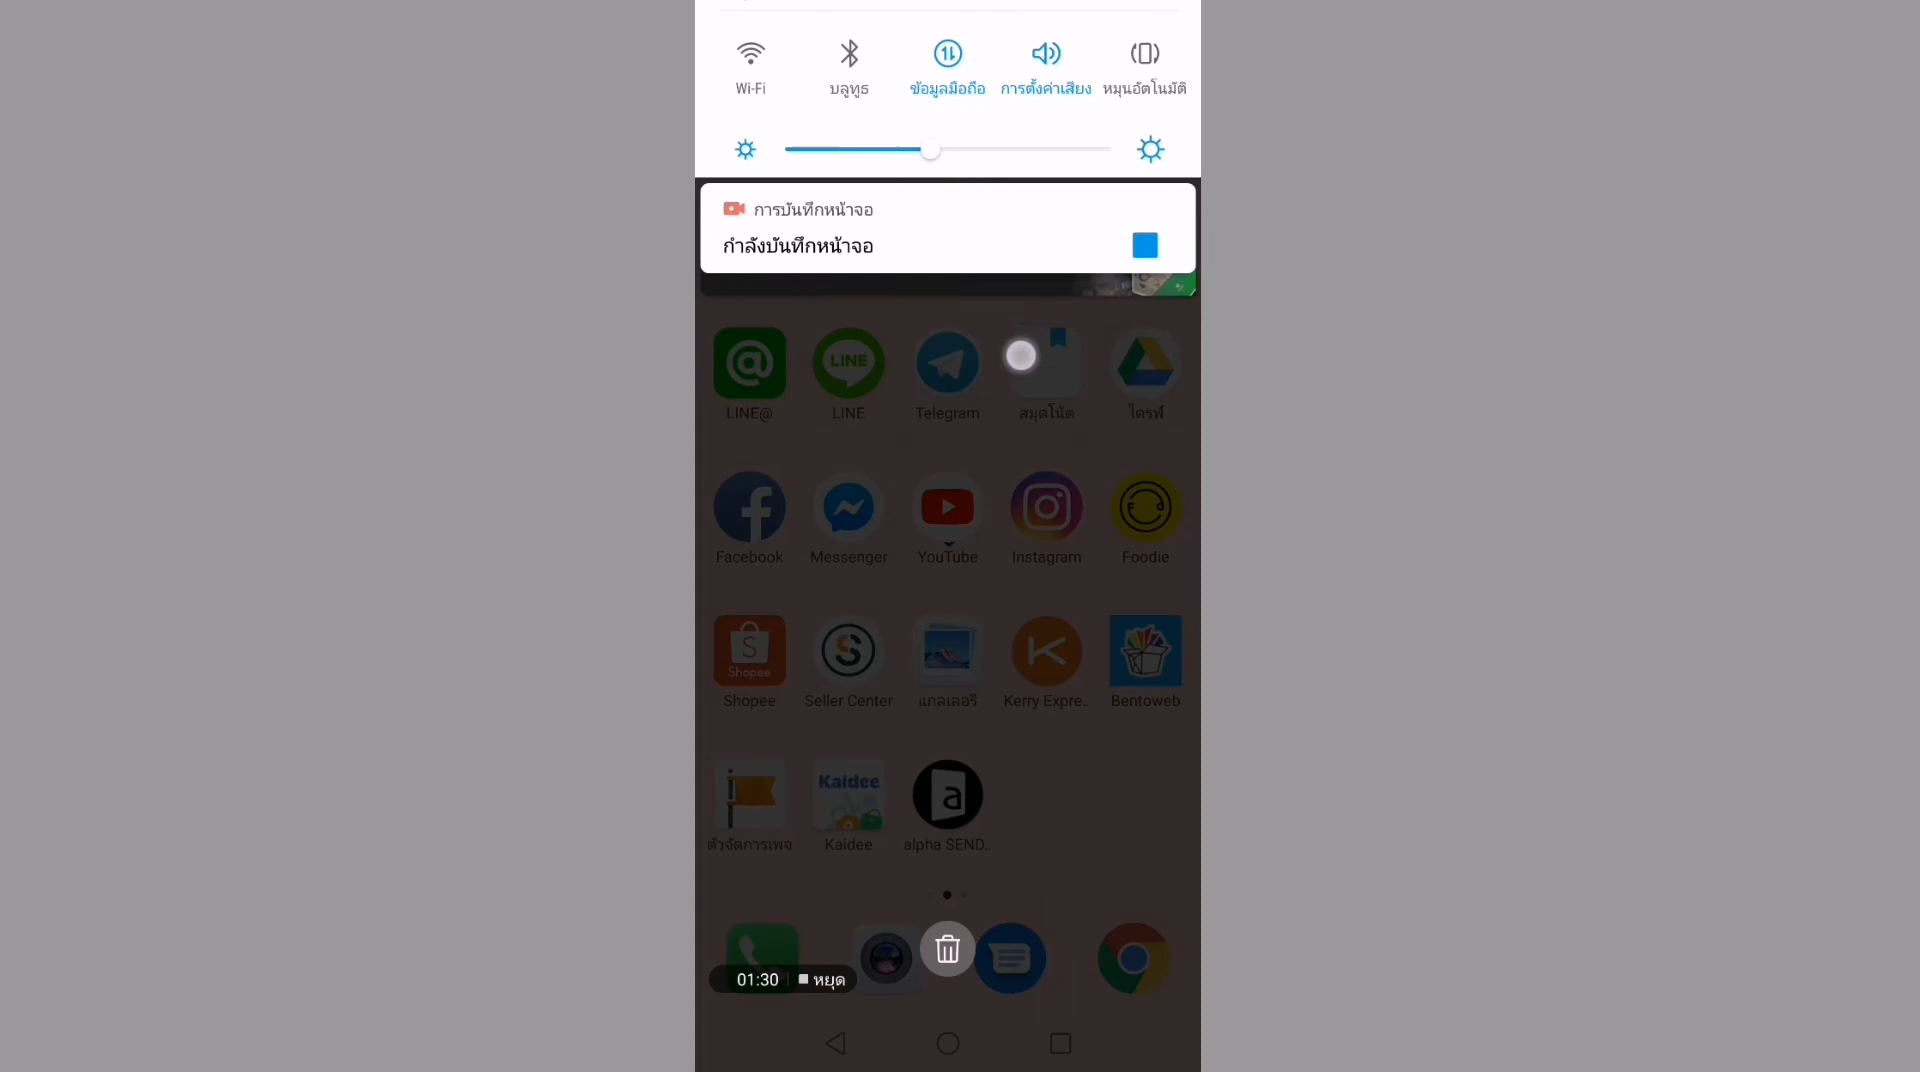 Wi-Fi
บลูทูธ
ข้อมูลมือถือ
การตั้งค่าเสียง
หมุนอัตโนมัติ
การบันทึกหน้าจอ
กำลังบันทึกหน้าจอ
LINE
LINE@
LINE
Telegram
สมุดโน้ต
ไดรฟ์
Facebook
Messenger
YouTube
Instagram
Foodie
Shopee
Shopee
Seller Center
แกลเลอรี
Kerry Expre..
Bentoweb
Kaidee
ตัวจัดการเพจ
Kaidee
alpha SEND..
01:30
หยุด